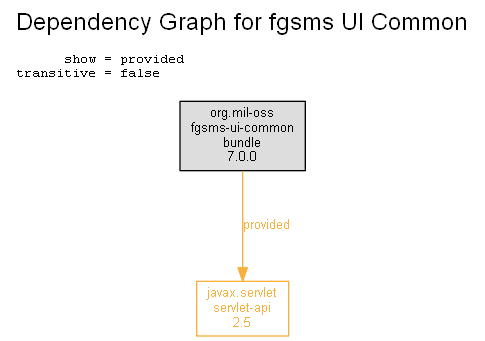 Dependency Graph for fgsms UI Common
show = provided
transitive = false
org.mil-oss
fgsms-ui-common
bundle
7.0.0
provided
javax.servlet
servlet-api
2.5